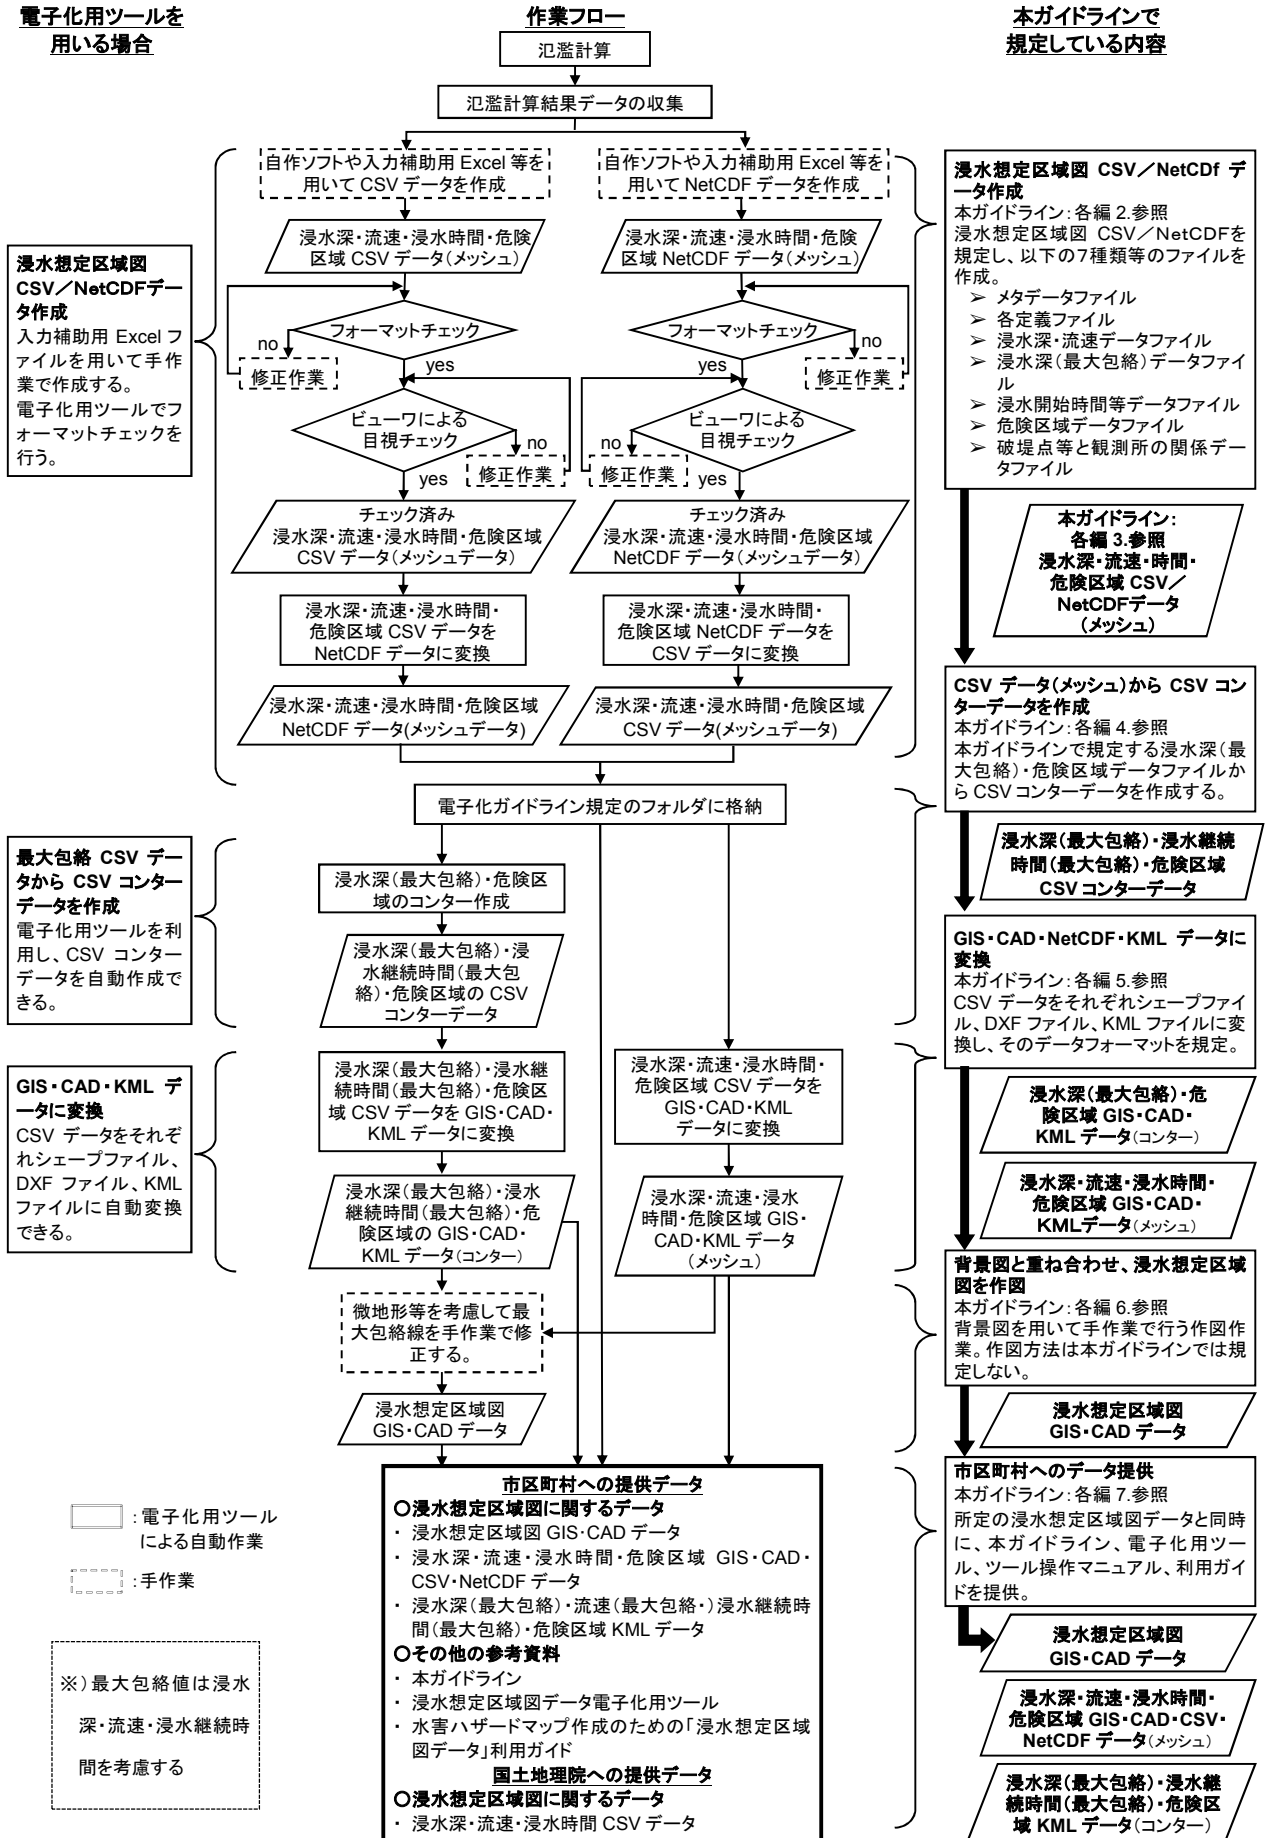 電子化用ツールを
用いる場合
作業フロー
本ガイドラインで
規定している内容
氾濫計算
氾濫計算結果データの収集
自作ソフトや入力補助用 Excel 等を
用いて CSV データを作成
自作ソフトや入力補助用 Excel 等を
用いて NetCDF データを作成
浸水深・流速・浸水時間・危険
区域 CSV データ(メッシュ)
浸水深・流速・浸水時間・危険
区域 NetCDF データ(メッシュ)
フォーマットチェック
フォーマットチェック
no
no
修正作業
修正作業
yes
yes
ビューワによる
目視チェック
ビューワによる
目視チェック
no
no
修正作業
修正作業
yes
yes
チェック済み
浸水深・流速・浸水時間・危険区域
CSV データ(メッシュデータ)
チェック済み
浸水深・流速・浸水時間・危険区域
NetCDF データ(メッシュデータ)
浸水深・流速・浸水時間・
危険区域 CSV データを
NetCDF データに変換
浸水深・流速・浸水時間・
危険区域 NetCDF データを
CSV データに変換
浸水深・流速・浸水時間・危険区域
NetCDF データ(メッシュデータ)
浸水深・流速・浸水時間・危険区域
CSV データ(メッシュデータ)
電子化ガイドライン規定のフォルダに格納
浸水深(最大包絡)・危険区
域のコンター作成
浸水深(最大包絡)・浸
水継続時間(最大包
絡)・危険区域の CSV
コンターデータ
浸水深(最大包絡)・浸水継
続時間(最大包絡)・危険区
域 CSV データを GIS・CAD・
KML データに変換
浸水深・流速・浸水時間・
危険区域 CSV データを
GIS・CAD・KML
データに変換
浸水深(最大包絡)・浸水
継続時間(最大包絡)・危
険区域の GIS・CAD・
KML データ(コンター)
浸水深・流速・浸水
時間・危険区域 GIS・
CAD・KML データ
(メッシュ)
微地形等を考慮して最
大包絡線を手作業で修
正する。
浸水想定区域図
GIS・CAD データ
市区町村への提供データ
○浸水想定区域図に関するデータ
・ 浸水想定区域図 GIS・CAD データ
・ 浸水深・流速・浸水時間・危険区域 GIS・CAD・
CSV・NetCDF データ
・ 浸水深(最大包絡)・流速(最大包絡・)浸水継続時
間(最大包絡)・危険区域 KML データ
○その他の参考資料
・ 本ガイドライン
・ 浸水想定区域図データ電子化用ツール
・ 水害ハザードマップ作成のための「浸水想定区域
図データ」利用ガイド
国土地理院への提供データ
○浸水想定区域図に関するデータ
・ 浸水深・流速・浸水時間 CSV データ
浸水想定区域図
CSV／NetCDFデー
タ作成
入力補助用 Excel フ
ァイルを用いて手作
業で作成する。
電子化用ツールでフ
ォーマットチェックを
行う。
最大包絡 CSV デー
タから CSV コンター
データを作成
電子化用ツールを利
用し、CSV コンター
データを自動作成で
きる。
GIS・CAD・KML デ
ータに変換
CSV データをそれぞ
れシェープファイル、
DXF ファイル、KML
ファイルに自動変換
できる。
:電子化用ツール
による自動作業
:手作業
※)最大包絡値は浸水
深・流速・浸水継続時
間を考慮する
浸水想定区域図 CSV／NetCDf デ
ータ作成
本ガイドライン:各編 2.参照
浸水想定区域図 CSV／NetCDFを
規定し、以下の7種類等のファイルを
作成。
➢ メタデータファイル
➢ 各定義ファイル
➢ 浸水深・流速データファイル
➢ 浸水深(最大包絡)データファイ
ル
➢ 浸水開始時間等データファイル
➢ 危険区域データファイル
➢ 破堤点等と観測所の関係デー
タファイル
本ガイドライン:
各編 3.参照
浸水深・流速・時間・
危険区域 CSV／
NetCDFデータ
(メッシュ)
CSV データ(メッシュ)から CSV コン
ターデータを作成
本ガイドライン:各編 4.参照
本ガイドラインで規定する浸水深(最
大包絡)・危険区域データファイルか
ら CSV コンターデータを作成する。
浸水深(最大包絡)・浸水継続
時間(最大包絡)・危険区域
CSV コンターデータ
GIS・CAD・NetCDF・KML データに
変換
本ガイドライン:各編 5.参照
CSV データをそれぞれシェープファイ
ル、DXF ファイル、KML ファイルに変
換し、そのデータフォーマットを規定。
浸水深(最大包絡)・危
険区域 GIS・CAD・
KML データ(コンター)
浸水深・流速・浸水時間・
危険区域 GIS・CAD・
KMLデータ(メッシュ)
背景図と重ね合わせ、浸水想定区域
図を作図
本ガイドライン:各編 6.参照
背景図を用いて手作業で行う作図作
業。作図方法は本ガイドラインでは規
定しない。
浸水想定区域図
GIS・CAD データ
市区町村へのデータ提供
本ガイドライン:各編 7.参照
所定の浸水想定区域図データと同時
に、本ガイドライン、電子化用ツー
ル、ツール操作マニュアル、利用ガイ
ドを提供。
浸水想定区域図
GIS・CAD データ
浸水深・流速・浸水時間・
危険区域 GIS・CAD・CSV・
NetCDF データ(メッシュ)
浸水深(最大包絡)・浸水継
続時間(最大包絡)・危険区
域 KML データ(コンター)